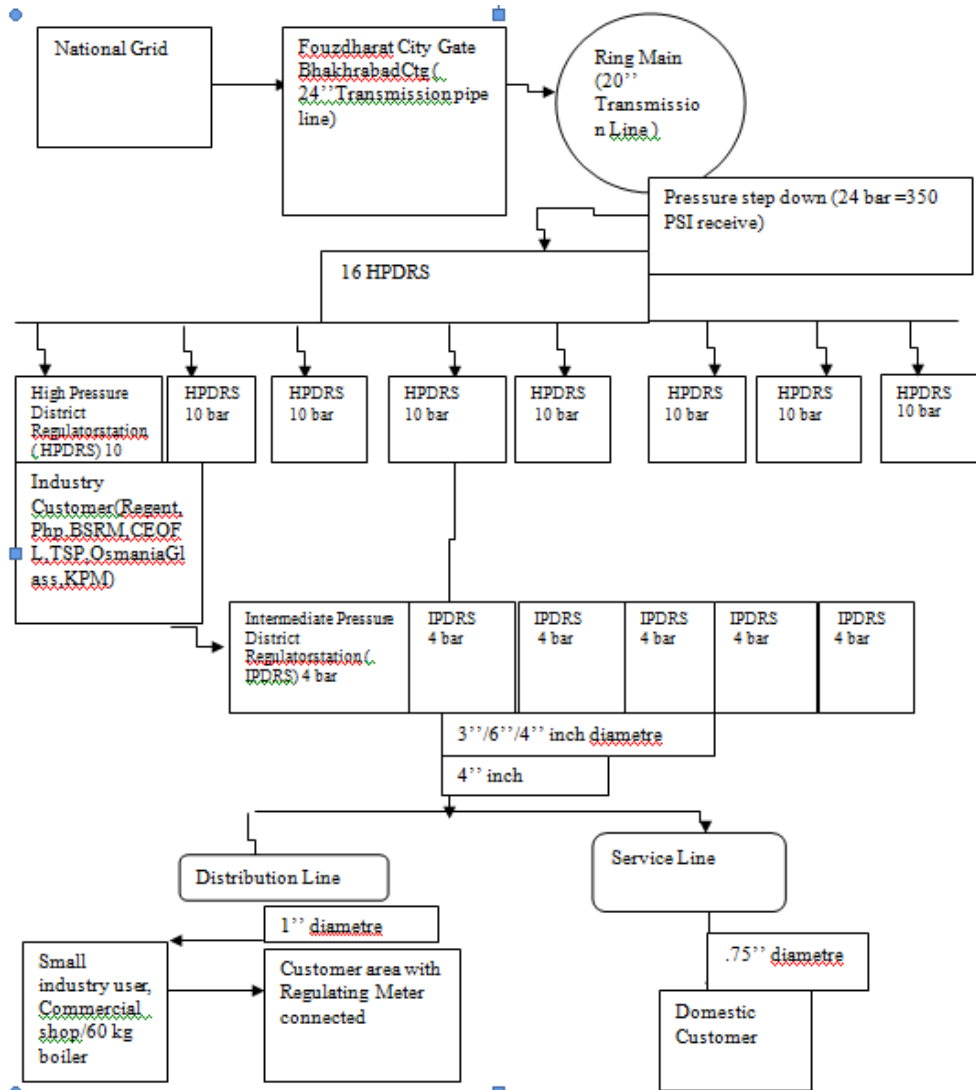 National Grid
Fouzdharat City Gate
BhakhrabadCtg (
24’’Transmission pipe
line)
Ring Main
(20’’
Transmissio
n Line )
Pressure step down (24 bar =350
PSI receive)
16 HPDRS
High Pressure
District
Regulatorstation
( HPDRS) 10
HPDRS
10 bar
HPDRS
10 bar
HPDRS
10 bar
HPDRS
10 bar
HPDRS
10 bar
HPDRS
10 bar
HPDRS
10 bar
Industry
Customer(Regent,
Php,BSRM,CEOF
L,TSP,OsmaniaGl
ass,KPM)
Intermediate Pressure
District
Regulatorstation (
IPDRS) 4 bar
IPDRS
4 bar
IPDRS
4 bar
IPDRS
4 bar
IPDRS
4 bar
IPDRS
4 bar
3’’/6’’/4’’ inch diametre
4’’ inch
Distribution Line
Service Line
1’’ diametre
.75’’ diametre
Small
industry user,
Commercial
shop/60 kg
boiler
Customer area with
Regulating Meter
connected
Domestic
Customer